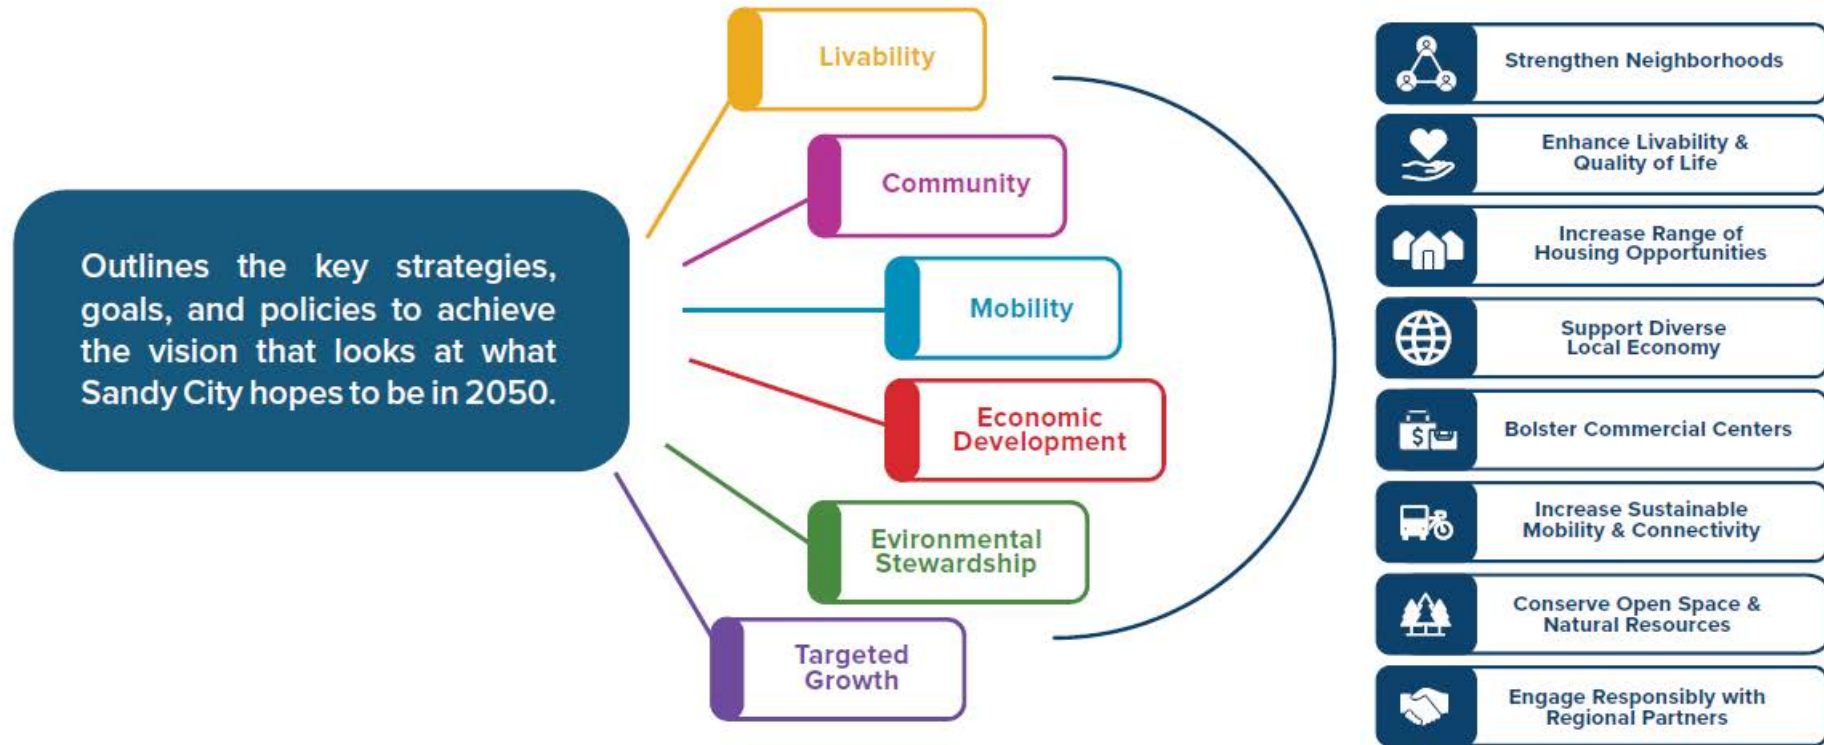 Outlines the key strategies,
goals, and policies to achieve
the vision that looks at what
Sandy City hopes to be in 2050.
Livability
Community
Mobility
Economic
Development
Evironmental
Stewardship
Targeted
Growth
Strengthen Neighborhoods
Enhance Livability &
Quality of Life
Increase Range of
Housing Opportunities
Support Diverse
Local Economy
$
Bolster Commercial Centers
Increase Sustainable
Mobility & Connectivity
Conserve Open Space &
Natural Resources
Engage Responsibly with
Regional Partners